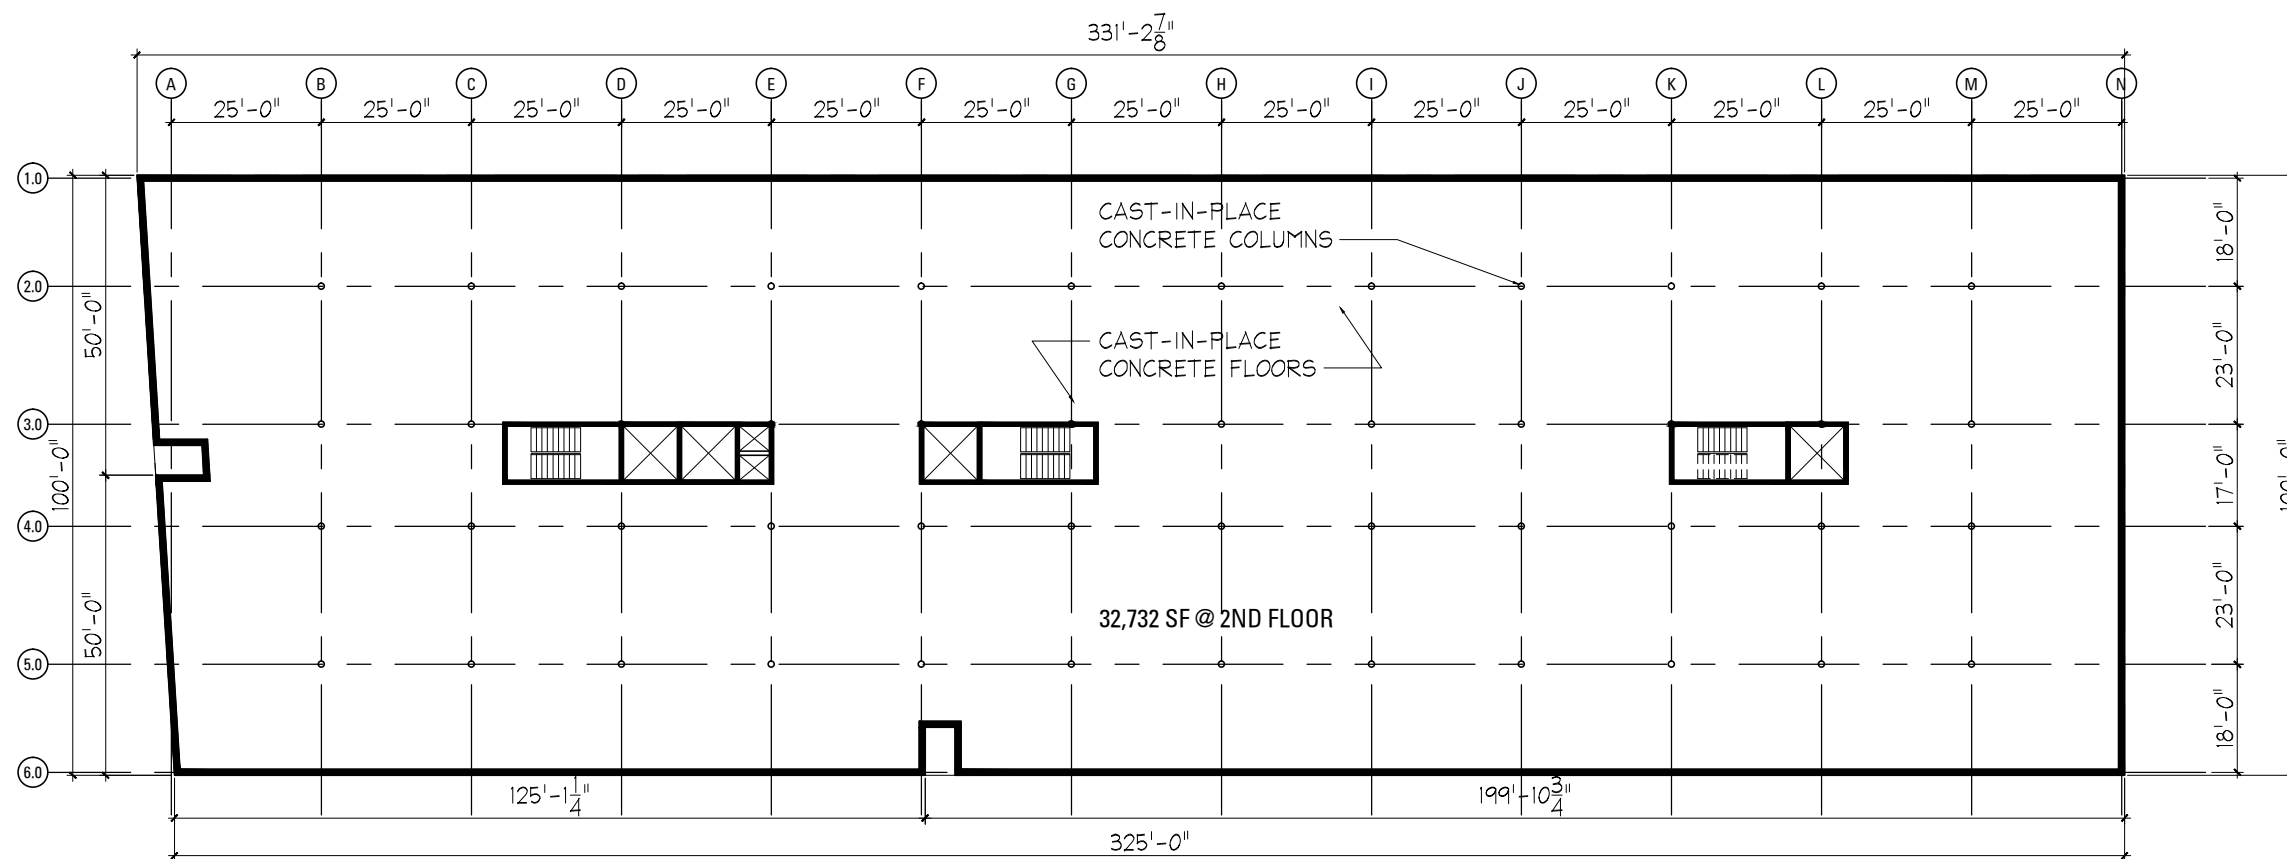 331'-2 7/8"
A B C D E F G H I J K L M N
25'-0" 25'-0" 25'-0" 25'-0" 25'-0" 25'-0" 25'-0" 25'-0" 25'-0" 25'-0" 25'-0" 25'-0" 25'-0"
1.0
CAST-IN-PLACE
CONCRETE COLUMNS
18'-0"
2.0
50'-0"
CAST-IN-PLACE
CONCRETE FLOORS
23'-0"
3.0
100'-0"
17'-0"
4.0
50'-0"
32,732 SF @ 2ND FLOOR
23'-0"
5.0
18'-0"
6.0
125'-1 1/4"
199'-10 3/4"
325'-0"